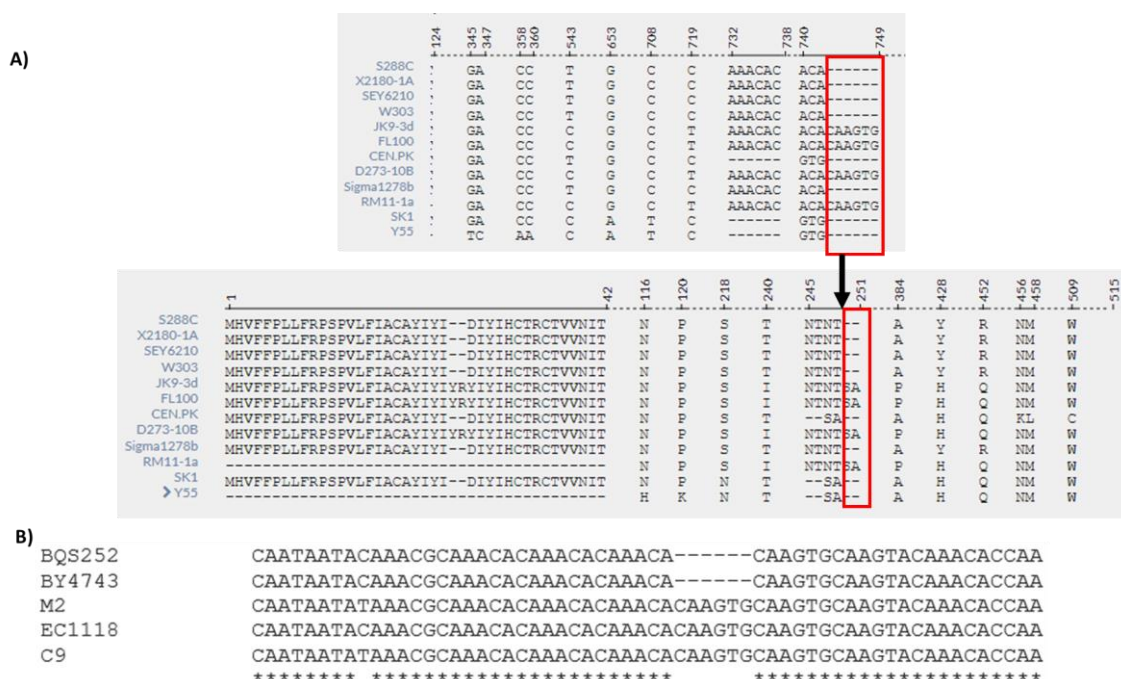 A)
124 345 347 358 360 543 653 708 719 732 738 740 749
S288C GA CC T G C C AAACAC ACA------
X2180-1A GA CC T G C C AAACAC ACA------
SEY6210 GA CC T G C C AAACAC ACA------
W303 GA CC T G C C AAACAC ACA------
JK9-3d GA CC C G C T AAACAC ACACAAGTG
FL100 GA CC C G C T AAACAC ACACAAGTG
CEN.PK GA CC T G C C ------ GTG------
D273-10B GA CC C G C T AAACAC ACACAAGTG
Sigma1278b GA CC T G C C AAACAC ACA------
RM11-1a GA CC C G C T AAACAC ACACAAGTG
SK1 GA CC C A T C ------ GTG------
Y55 TC AA C A T C ------ GTG------
1 42 116 120 218 240 245 251 384 428 452 456 458 509 515
S288C MHVFFPLLFRPSPVLFIACAYIYI--DIYIHCTRCTVVNIT N P S T NTNT-- A Y R NM W
X2180-1A MHVFFPLLFRPSPVLFIACAYIYI--DIYIHCTRCTVVNIT N P S T NTNT-- A Y R NM W
SEY6210 MHVFFPLLFRPSPVLFIACAYIYI--DIYIHCTRCTVVNIT N P S T NTNT-- A Y R NM W
W303 MHVFFPLLFRPSPVLFIACAYIYI--DIYIHCTRCTVVNIT N P S T NTNT-- A Y R NM W
JK9-3d MHVFFPLLFRPSPVLFIACAYIYIYRYIYIHCTRCTVVNIT N P S I NTNTSA P H Q NM W
FL100 MHVFFPLLFRPSPVLFIACAYIYIYRYIYIHCTRCTVVNIT N P S I NTNTSA P H Q NM W
CEN.PK MHVFFPLLFRPSPVLFIACAYIYI--DIYIHCTRCTVVNIT N P S T --SA-- A H Q KL C
D273-10B MHVFFPLLFRPSPVLFIACAYIYIYRYIYIHCTRCTVVNIT N P S I NTNTSA P H Q NM W
Sigma1278b MHVFFPLLFRPSPVLFIACAYIYI--DIYIHCTRCTVVNIT N P S T NTNT-- A Y R NM W
RM11-1a ----------------------------------------- N P S I NTNTSA P H Q NM W
SK1 MHVFFPLLFRPSPVLFIACAYIYI--DIYIHCTRCTVVNIT N P N T --SA-- A H Q NM W
Y55 ----------------------------------------- H K N T --SA-- A H Q NM W
B)
BQS252 CAATAATACAAACGCAAACACAAACACAAACA------CAAGTGCAAGTACAAACACCAA
BY4743 CAATAATACAAACGCAAACACAAACACAAACA------CAAGTGCAAGTACAAACACCAA
M2 CAATAATATAAACGCAAACACAAACACAAACACAAGTGCAAGTGCAAGTACAAACACCAA
EC1118 CAATAATACAAACGCAAACACAAACACAAACACAAGTGCAAGTGCAAGTACAAACACCAA
C9 CAATAATATAAACGCAAACACAAACACAAACACAAGTGCAAGTGCAAGTACAAACACCAA
******** *********************** **********************